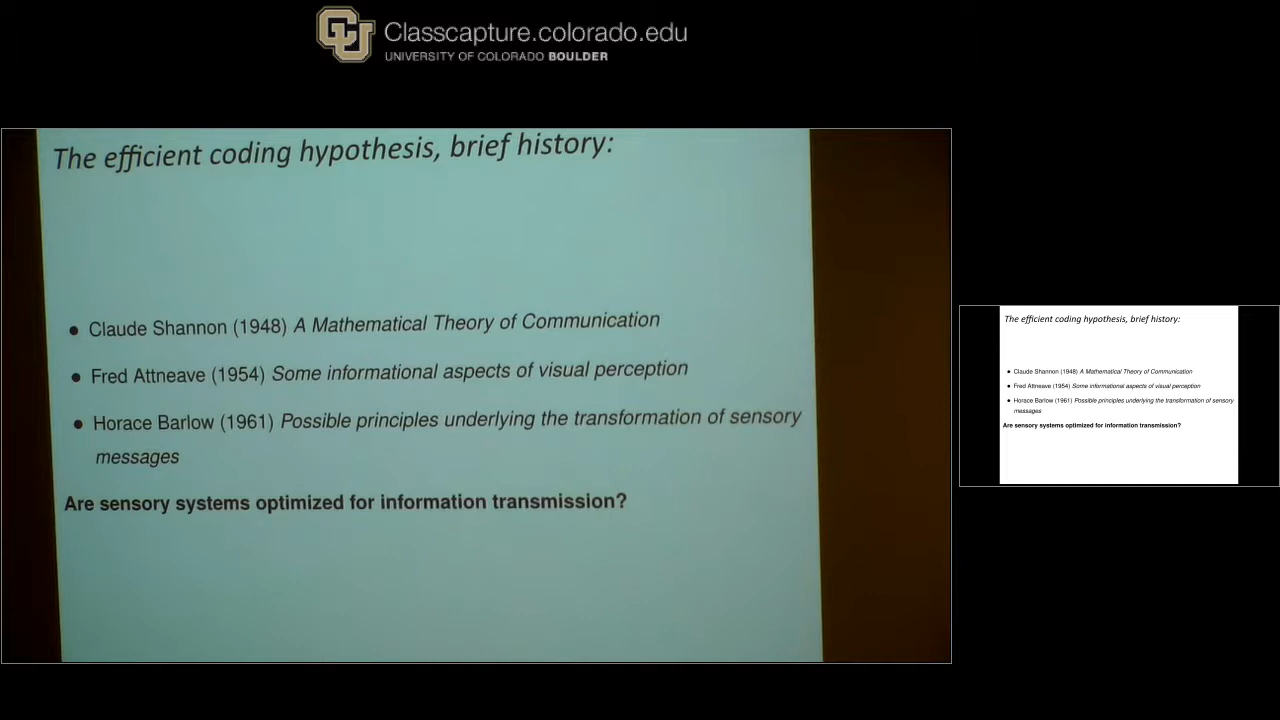 Classcapture.colorado.edu
UNIVERSITY OF COLORADO BOULDER
The efficient coding hypothesis, brief history:
● Claude Shannon (1948) A Mathematical Theory of Communication
● Fred Attneave (1954) Some informational aspects of visual perception
● Horace Barlow (1961) Possible principles underlying the transformation of sensory
messages
Are sensory systems optimized for information transmission?
The efficient coding hypothesis, brief history:
● Claude Shannon (1948) A Mathematical Theory of Communication
● Fred Attneave (1954) Some informational aspects of visual perception
● Horace Barlow (1961) Possible principles underlying the transformation of sensory
messages
Are sensory systems optimized for information transmission?